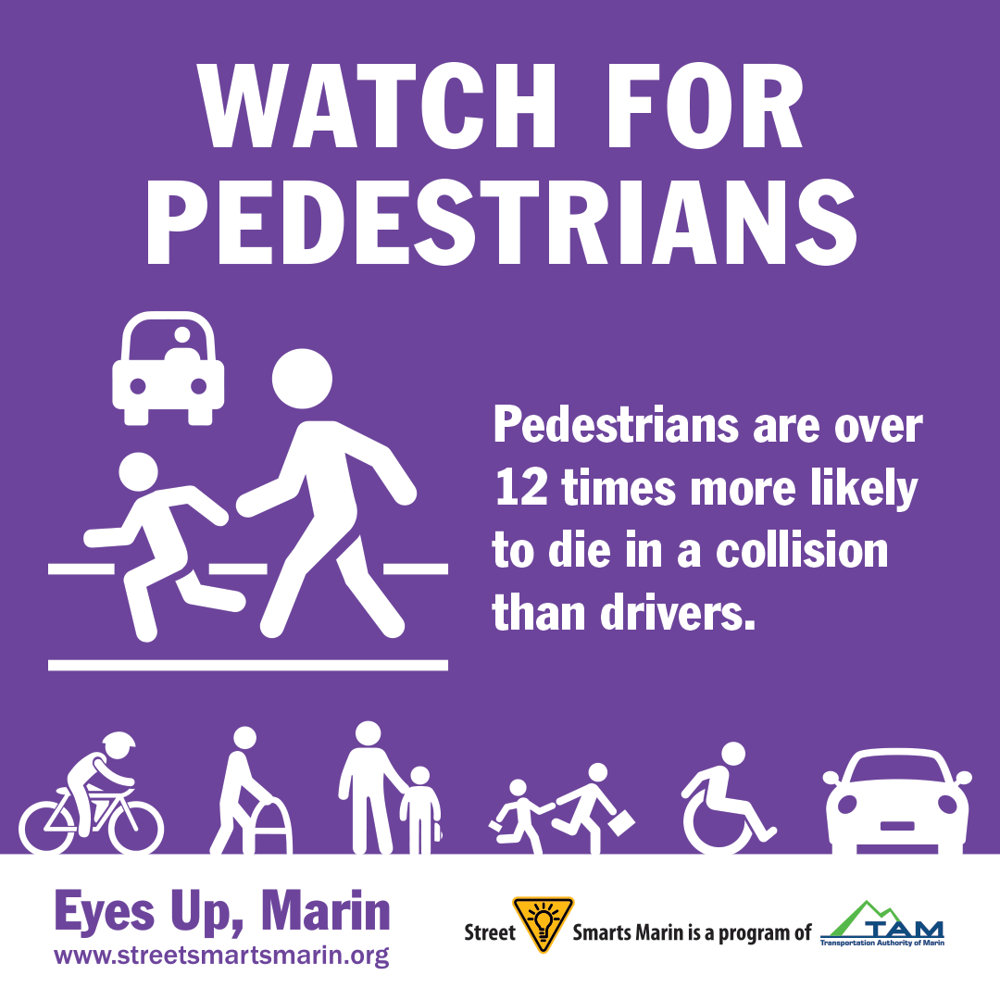 WATCH FOR
PEDESTRIANS
Pedestrians are over
12 times more likely
to die in a collision
than drivers.
Eyes Up, Marin
www.streetsmartsmarin.org
Street Smarts Marin is a program of
TAM
Transportation Authority of Marin